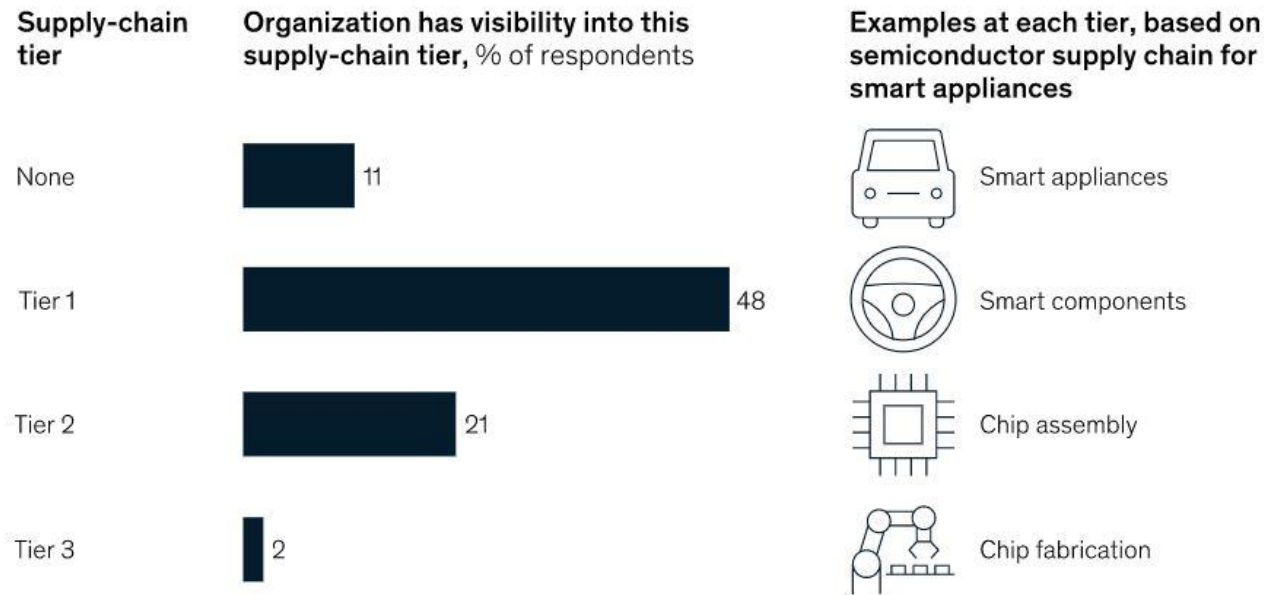 Supply-chain
tier
Organization has visibility into this
supply-chain tier, % of respondents
Examples at each tier, based on
semiconductor supply chain for
smart appliances
None
11
Smart appliances
Tier 1
48
Smart components
Tier 2
21
Chip assembly
Tier 3
2
Chip fabrication